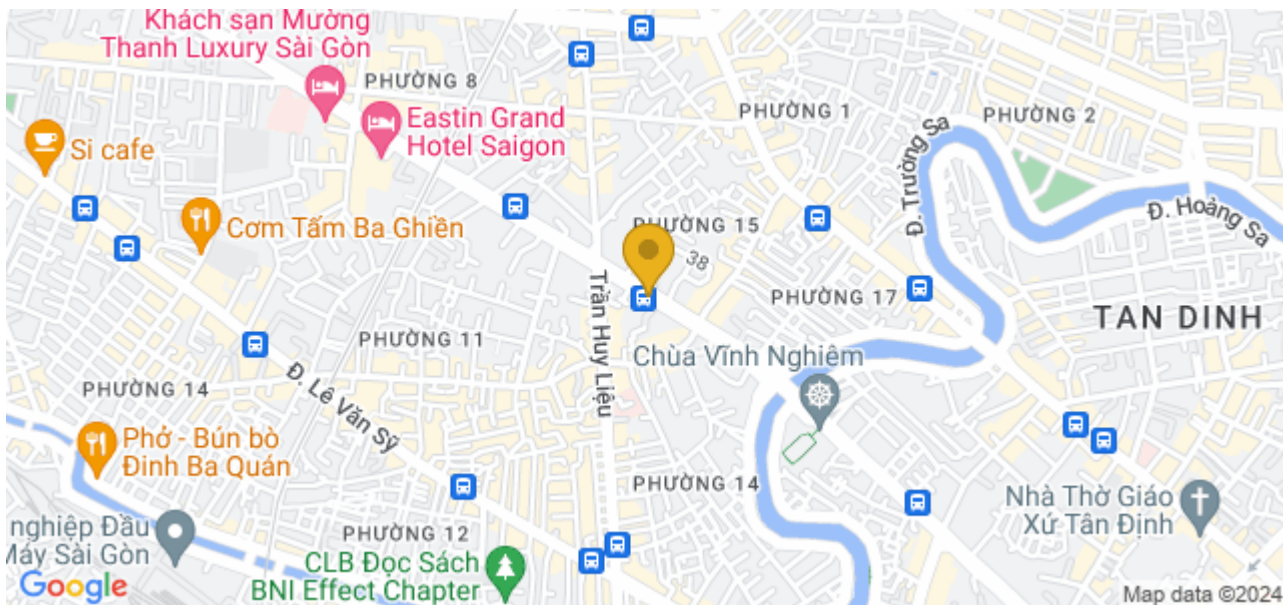 Khách sạn Mường
Thanh Luxury Sài Gòn
PHƯỜNG 8
PHƯỜNG 1
PHƯỜNG 2
Eastin Grand
Hotel Saigon
Si cafe
Đ. Trường Sa
Đ. Hoàng Sa
Cơm Tấm Ba Ghiền
PHƯỜNG 15
38
Trần Huy Liệu
PHƯỜNG 17
TAN DINH
PHƯỜNG 11
Chùa Vĩnh Nghiêm
Đ. Lê Văn Sỹ
PHƯỜNG 14
Phở - Bún bò
Đinh Ba Quán
PHƯỜNG 14
Nhà Thờ Giáo
Xứ Tân Định
nghiệp Đầu
Máy Sài Gòn
PHƯỜNG 12
CLB Đọc Sách
BNI Effect Chapter
Google
Map data ©2024